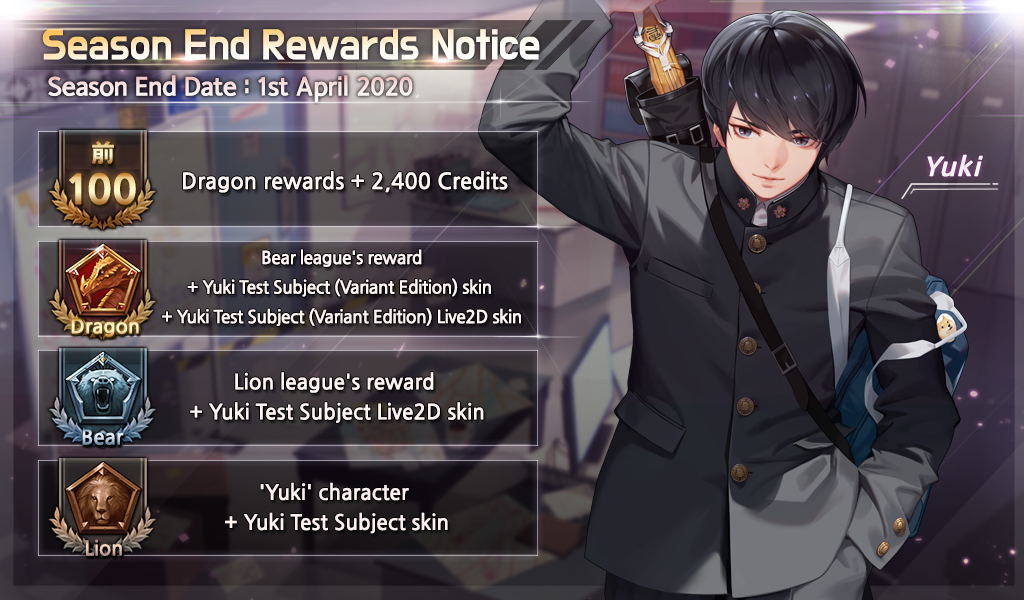 Season End Rewards Notice
Season End Date : 1st April 2020
Yuki
前
100
Dragon rewards + 2,400 Credits
Dragon
Bear league's reward
+ Yuki Test Subject (Variant Edition) skin
+ Yuki Test Subject (Variant Edition) Live2D skin
Bear
Lion league's reward
+ Yuki Test Subject Live2D skin
Lion
'Yuki' character
+ Yuki Test Subject skin